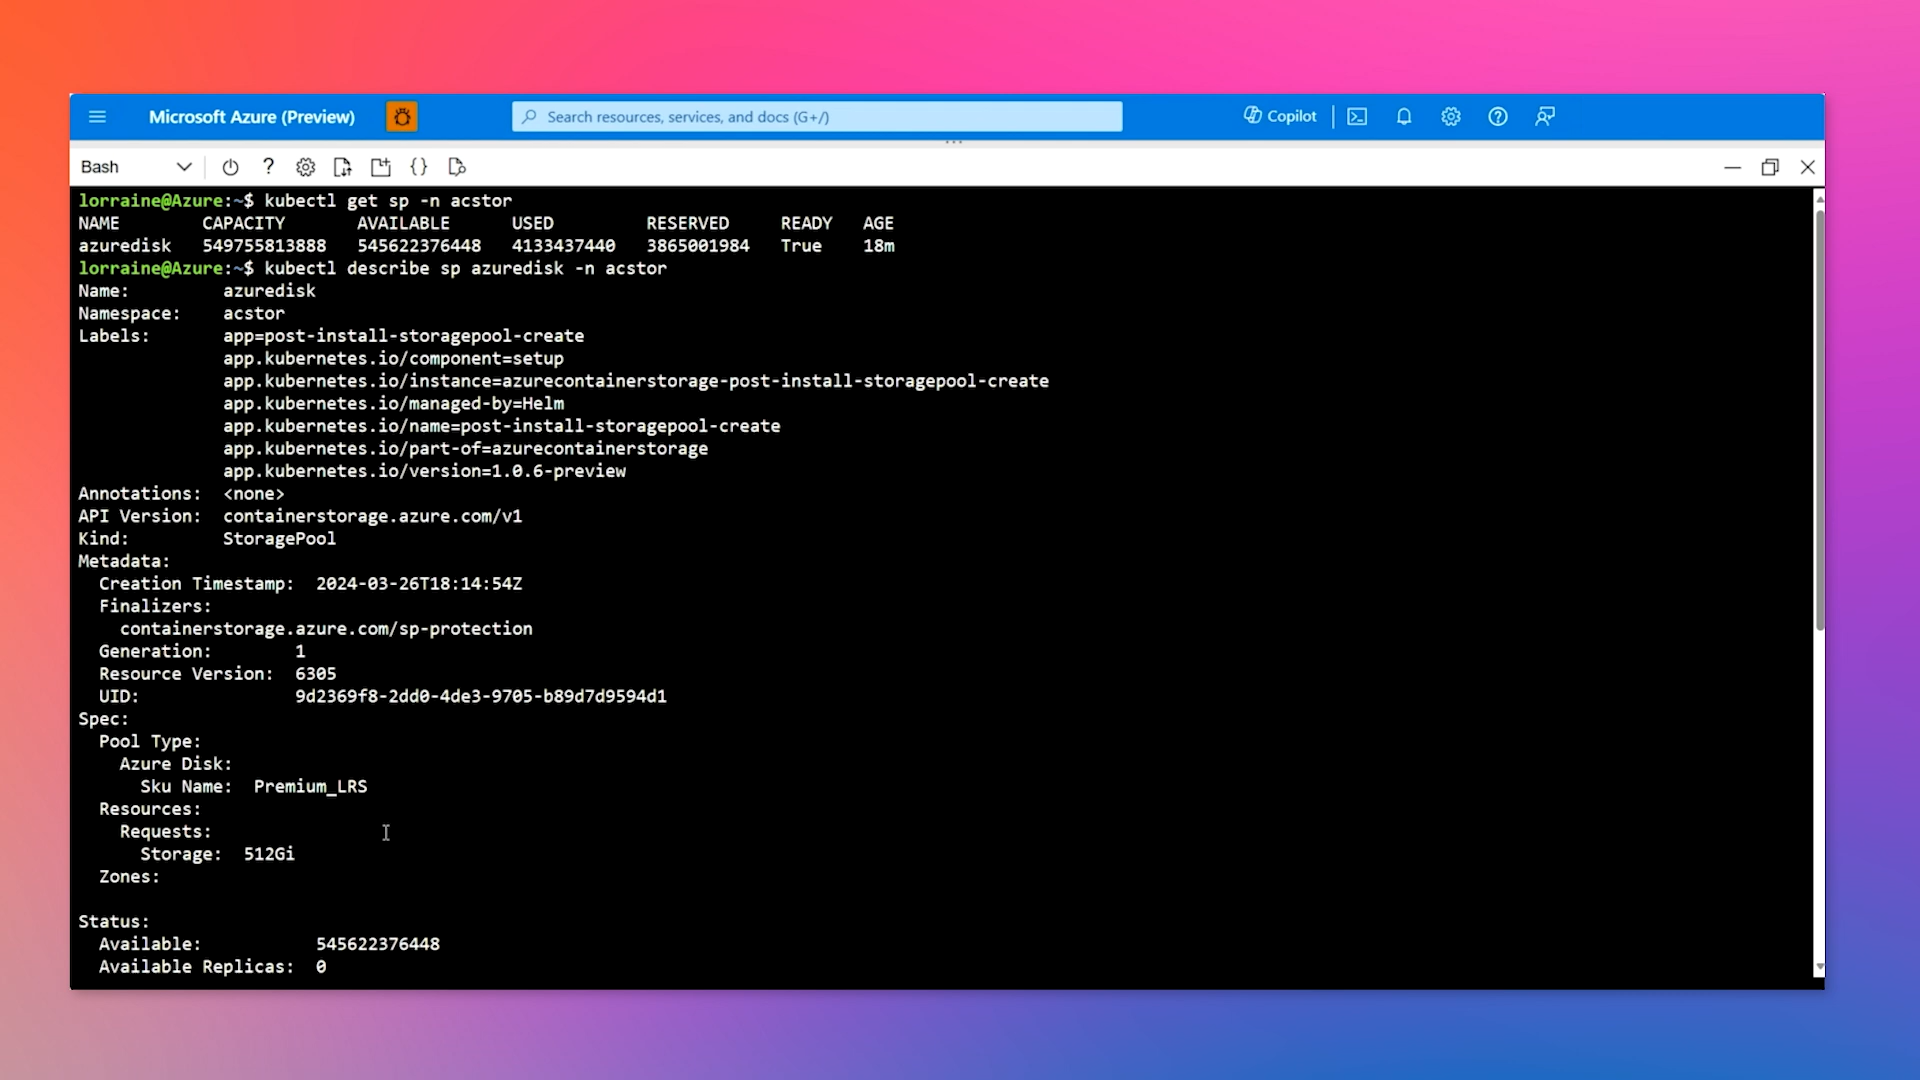 Microsoft Azure (Preview)
Search resources, services, and docs (G+/)
Copilot
Bash
lorraine@Azure:~$ kubectl get sp -n acstor
NAME CAPACITY AVAILABLE USED RESERVED READY AGE
azuredisk 549755813888 545622376448 4133437440 3865001984 True 18m
lorraine@Azure:~$ kubectl describe sp azuredisk -n acstor
Name: azuredisk
Namespace: acstor
Labels: app=post-install-storagepool-create
app.kubernetes.io/component=setup
app.kubernetes.io/instance=azurecontainerstorage-post-install-storagepool-create
app.kubernetes.io/managed-by=Helm
app.kubernetes.io/name=post-install-storagepool-create
app.kubernetes.io/part-of=azurecontainerstorage
app.kubernetes.io/version=1.0.6-preview
Annotations: <none>
API Version: containerstorage.azure.com/v1
Kind: StoragePool
Metadata:
Creation Timestamp: 2024-03-26T18:14:54Z
Finalizers:
containerstorage.azure.com/sp-protection
Generation: 1
Resource Version: 6305
UID: 9d2369f8-2dd0-4de3-9705-b89d7d9594d1
Spec:
Pool Type:
Azure Disk:
Sku Name: Premium_LRS
Resources:
Requests:
Storage: 512Gi
Zones:
Status:
Available: 545622376448
Available Replicas: 0